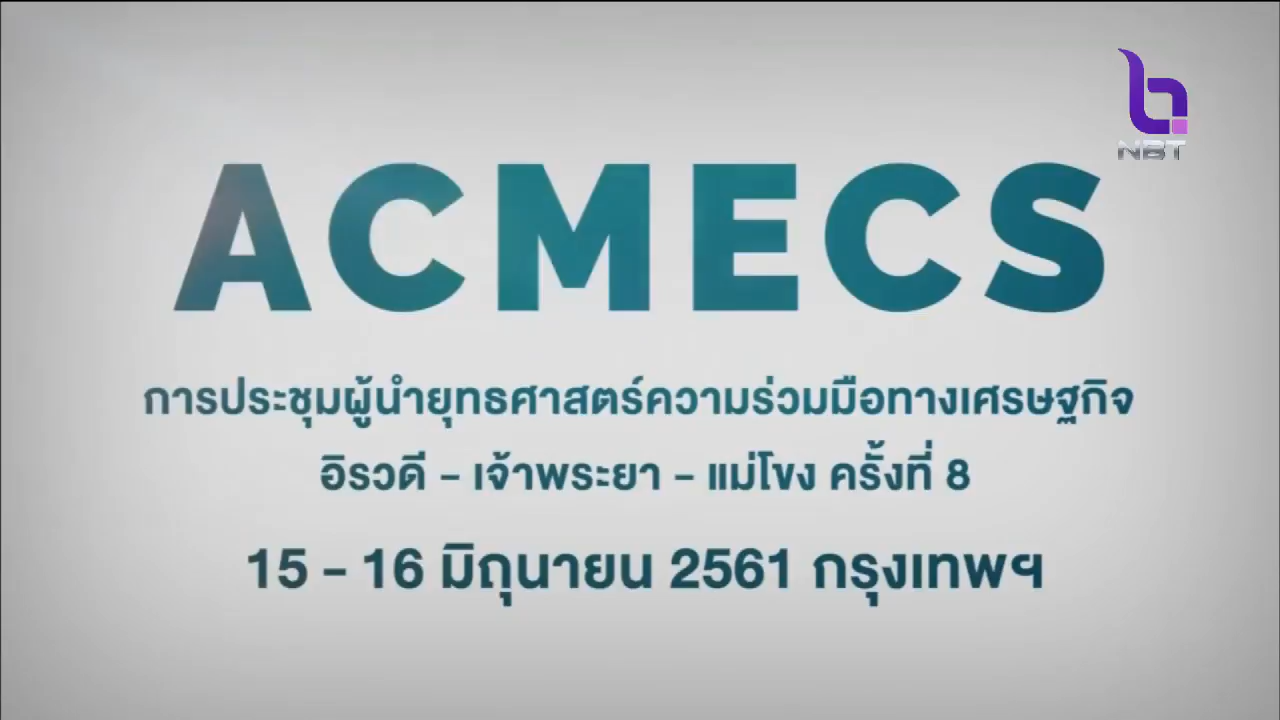 NBT
ACMECS
การประชุมผู้นำยุทธศาสตร์ความร่วมมือทางเศรษฐกิจ
อิรวดี - เจ้าพระยา - แม่โขง ครั้งที่ 8
15 - 16 มิถุนายน 2561 กรุงเทพฯ